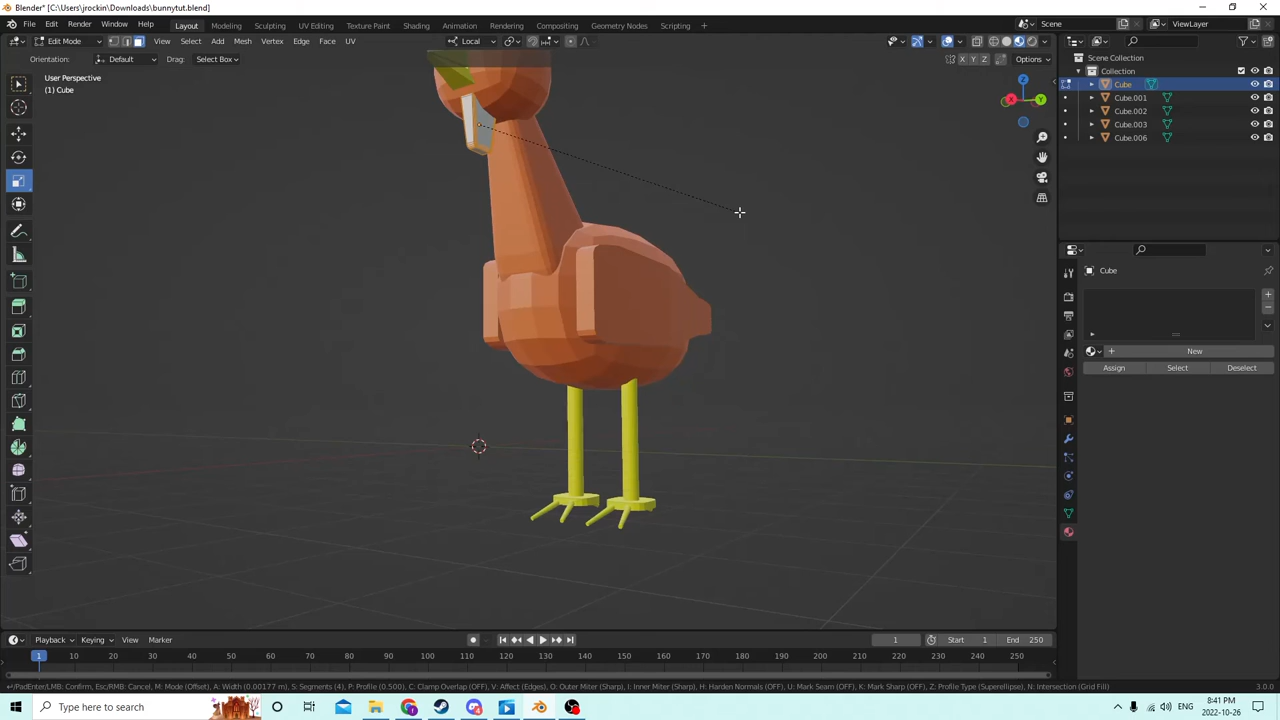 Blender* [C:\Users\jrockin\Downloads\bunnytut.blend]
File Edit Render Window Help Layout Modeling Sculpting UV Editing Texture Paint Shading Animation Rendering Compositing Geometry Nodes Scripting + Scene ViewLayer
Edit Mode View Select Add Mesh Vertex Edge Face UV Local
Orientation: Default Drag: Select Box X Y Z Options
User Perspective
(1) Cube
Scene Collection
Collection
Cube
Cube.001
Cube.002
Cube.003
Cube.006
Z
X Y
Cube
New
Assign Select Deselect
Playback Keying View Marker 1 Start 1 End 250
1 10 20 30 40 50 60 70 80 90 100 110 120 130 140 150 160 170 180 190 200 210 220 230 240 250
↵/PadEnter/LMB: Confirm, Esc/RMB: Cancel, M: Mode (Offset), A: Width (0.00177 m), S: Segments (4), P: Profile (0.500), C: Clamp Overlap (OFF), V: Affect (Edges), O: Outer Miter (Sharp), I: Inner Miter (Sharp), H: Harden Normals (OFF), U: Mark Seam (OFF), K: Mark Sharp (OFF), Z: Profile Type (Superellipse), N: Intersection (Grid Fill) 3.0.0
Type here to search ENG 8:41 PM
2022-10-26